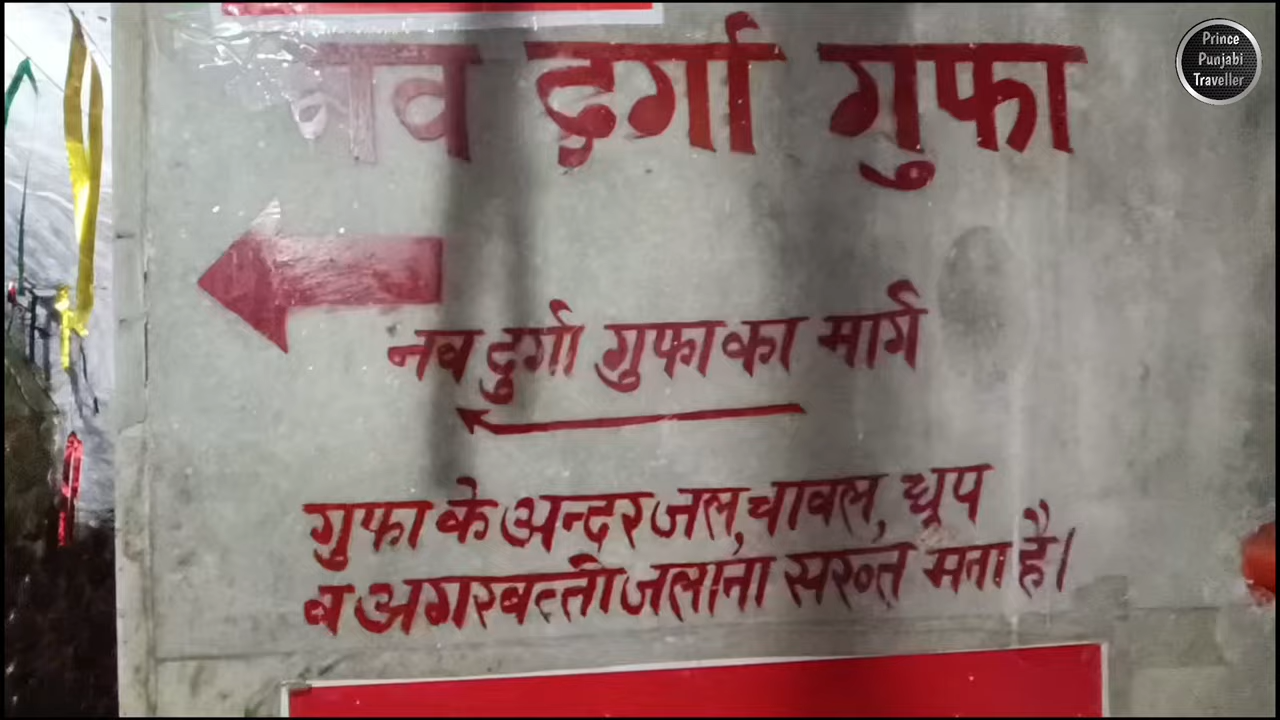 Prince
Punjabi
Traveller
नव दुर्गा गुफा
नव दुर्गा गुफा का मार्ग
गुफा के अन्दर जल, चावल, धूप
व अगरबत्ती जलाना सख्त मना है।